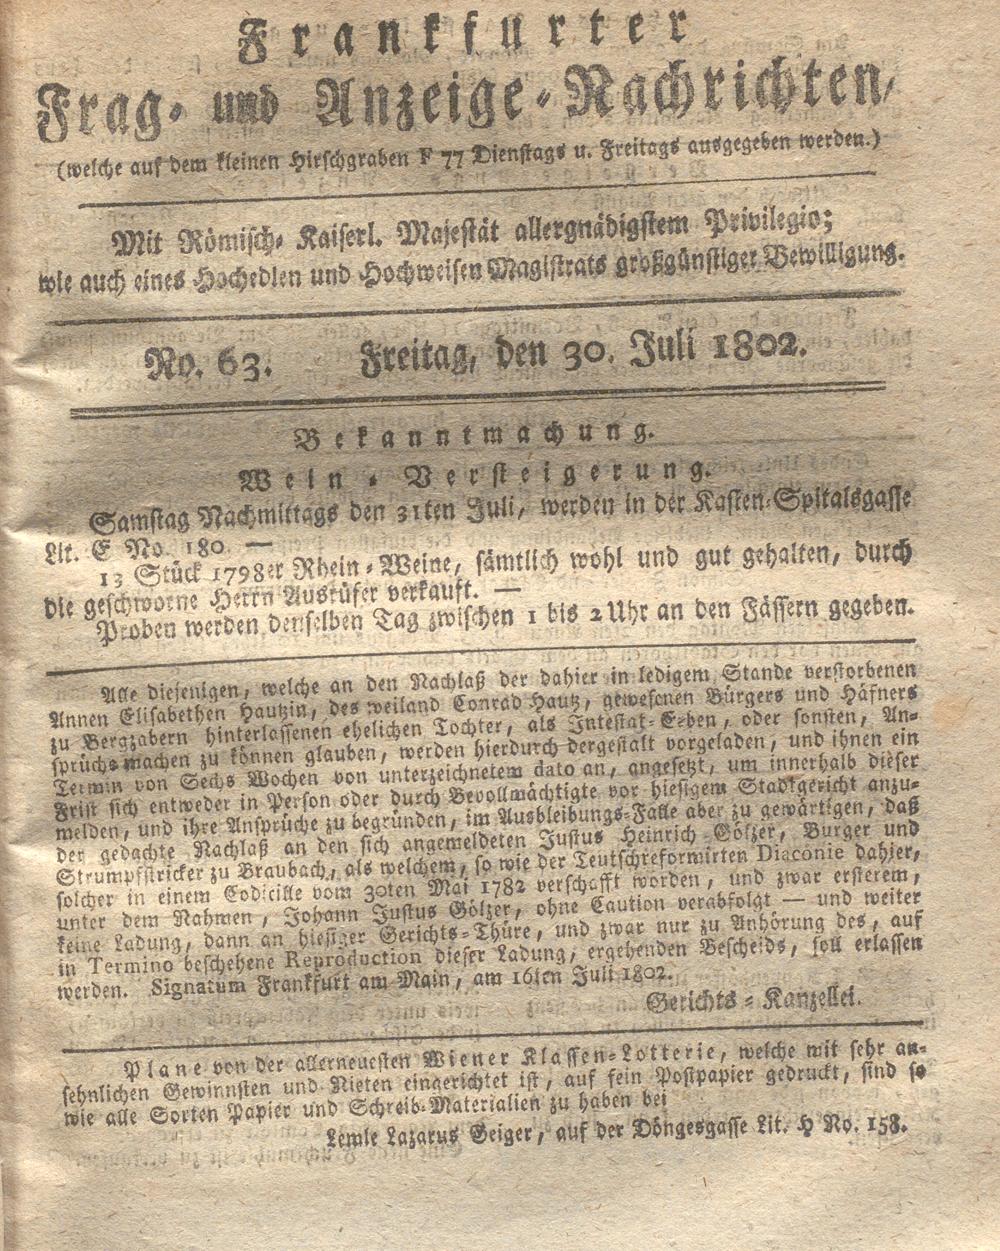 Frankfurter
Frag- und Anzeige-Nachrichten,
(welche auf dem kleinen Hirschgraben F 77 Dienstags u. Freitags ausgegeben werden.)
Mit Römisch- Kaiserl. Majestät allergnädigstem Privilegio;
wie auch eines Hochedlen und Hochweisen Magistrats großgünstiger Bewilligung.
No. 63. Freitag, den 30. Juli 1802.
Bekanntmachung.
Wein-Versteigerung.
Samstag Nachmittags den 31ten Juli, werden in der Kasten-Spitalsgasse
Lit. E No. 180 —
13 Stück 1798er Rhein-Weine, sämtlich wohl und gut gehalten, durch
die geschworne Herrn Ausrüfer verkauft. —
Proben werden denselben Tag zwischen 1 bis 2 Uhr an den Fässern gegeben.
Alle diejenigen, welche an den Nachlaß der dahier in ledigem Stande verstorbenen
Annen Elisabethen Hautzin, des weiland Conrad Hautz, gewesenen Bürgers und Häfners
zu Bergzabern hinterlassenen ehelichen Tochter, als Intestat-Erben, oder sonsten, An-
sprüche machen zu können glauben, werden hierdurch dergestalt vorgeladen, und ihnen ein
Termin von Sechs Wochen von unterzeichnetem dato an, angesetzt, um innerhalb dieser
Frist sich entweder in Person oder durch Bevollmächtigte vor hiesigem Stadtgericht anzu-
melden, und ihre Ansprüche zu begründen, im Ausbleibungs-Falle aber zu gewärtigen, daß
der gedachte Nachlaß an den sich angemeldeten Justus Heinrich Gölzer, Burger und
Strumpfstricker zu Braubach, als welchem, so wie der Teutschreformirten Diaconie dahier,
solcher in einem Codicille vom 30ten Mai 1782 verschafft worden, und zwar ersterem,
unter dem Nahmen, Johann Justus Gölzer, ohne Caution verabfolgt — und weiter
keine Ladung, dann an hiesiger Gerichts-Thüre, und zwar nur zu Anhörung des, auf
in Termino beschehene Reproduction dieser Ladung, ergehenden Bescheids, soll erlassen
werden. Signatum Frankfurt am Main, am 16ten Juli 1802.
Gerichts-Kanzellei.
Plane von der allerneuesten Wiener Klassen-Lotterie, welche mit sehr an-
sehnlichen Gewinnsten und Nieten eingerichtet ist, auf fein Postpapier gedruckt, sind so
wie alle Sorten Papier und Schreib-Materialien zu haben bei
Lemle Lazarus Geiger, auf der Döngesgasse Lit. H No. 158.